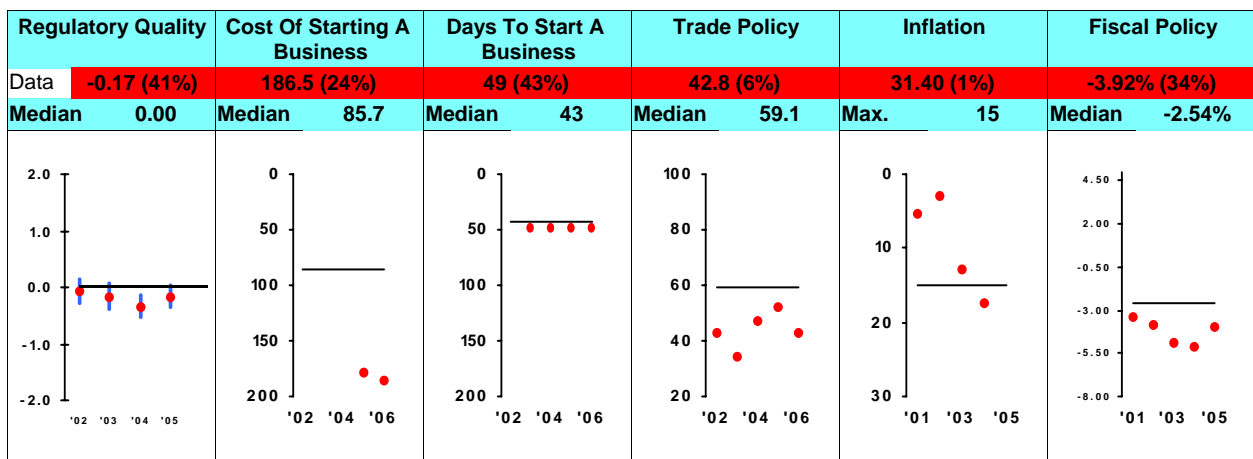 Regulatory Quality
Cost Of Starting A
Business
Days To Start A
Business
Trade Policy
Inflation
Fiscal Policy
Data -0.17 (41%) 186.5 (24%) 49 (43%) 42.8 (6%) 31.40 (1%) -3.92% (34%)
Median 0.00 Median 85.7 Median 43 Median 59.1 Max. 15 Median -2.54%
2.0
1.0
0.0
-1.0
-2.0
'02 '03 '04 '05
0
50
100
150
200
'02 '04 '06
0
50
100
150
200
'02 '04 '06
100
80
60
40
20
'02 '04 '06
0
10
20
30
'01 '03 '05
4.50
2.00
-0.50
-3.00
-5.50
-8.00
'01 '03 '05